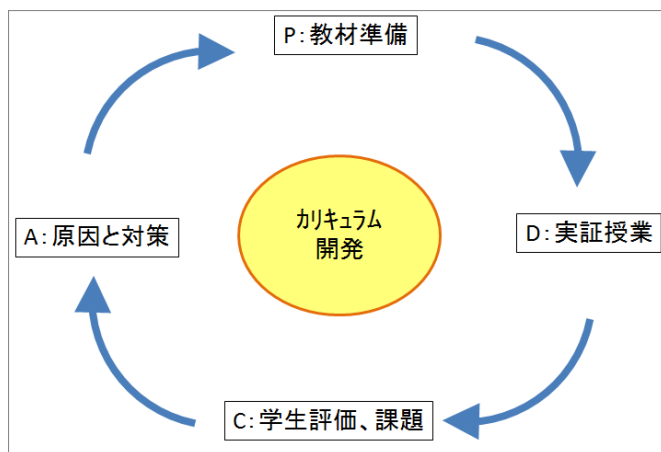 P:教材準備
カリキュラム
開発
A:原因と対策
D:実証授業
C:学生評価、課題